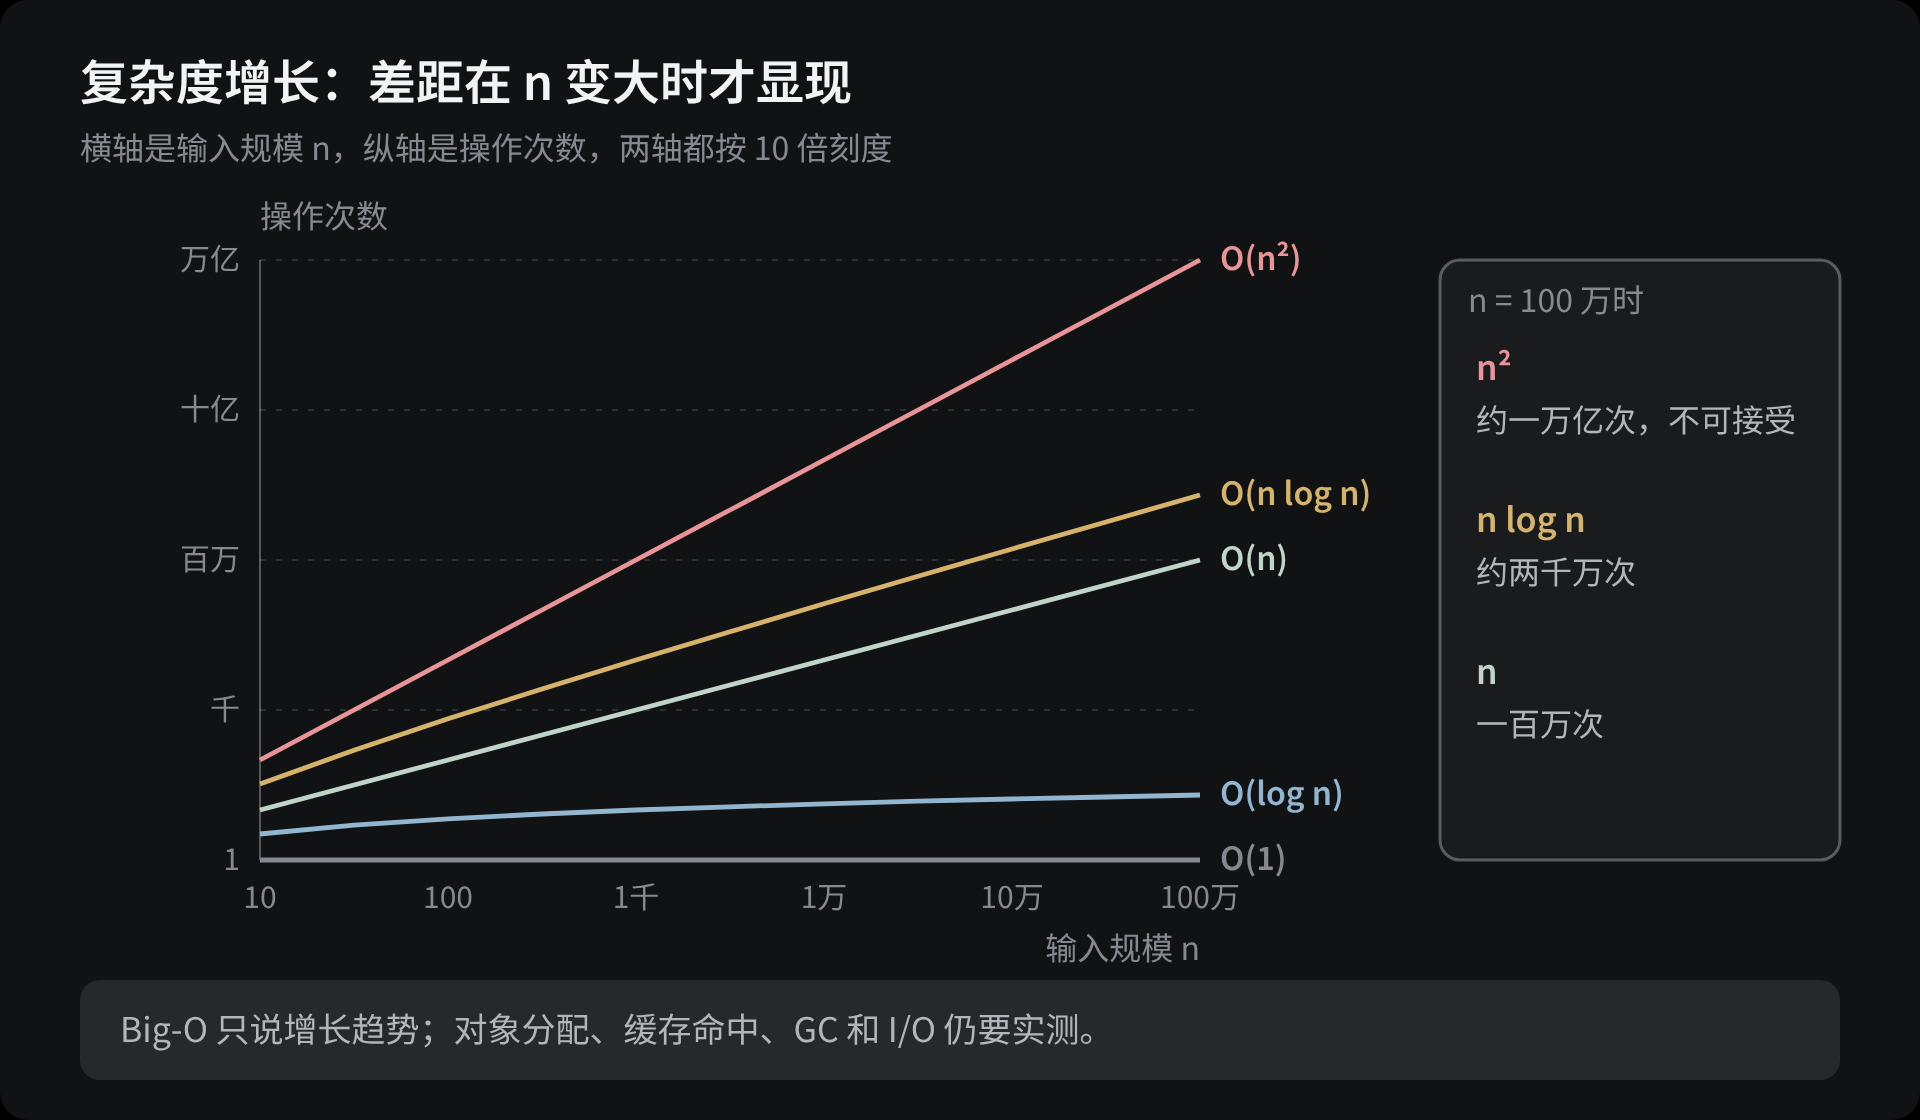 复杂度增长：差距在 n 变大时才显现
横轴是输入规模 n，纵轴是操作次数，两轴都按 10 倍刻度
操作次数
万亿
十亿
百万
千
1
10
100
1千
1万
10万
100万
输入规模 n
O(n²)
O(n log n)
O(n)
O(log n)
O(1)
n = 100 万时
n²
约一万亿次，不可接受
n log n
约两千万次
n
一百万次
Big-O 只说增长趋势；对象分配、缓存命中、GC 和 I/O 仍要实测。